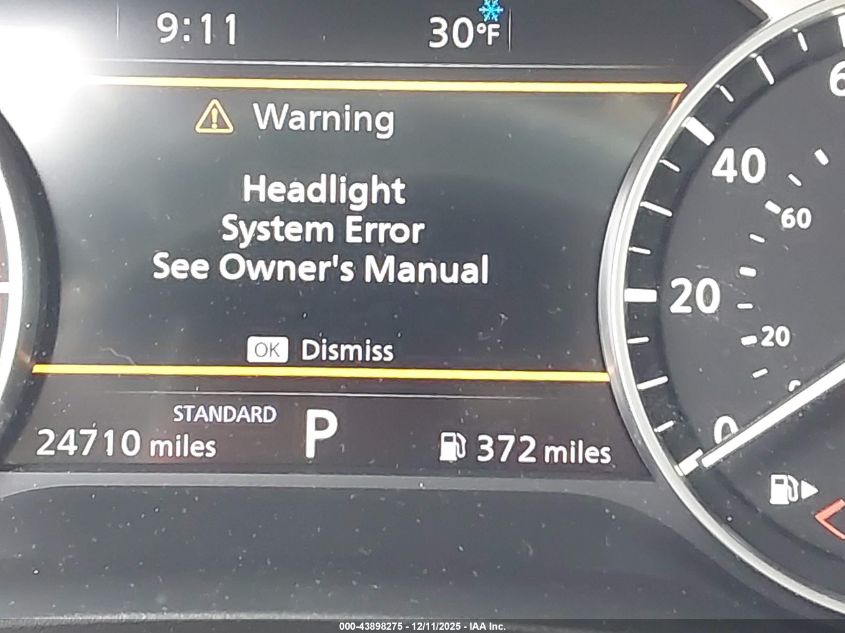 9:11 30°F
Warning
Headlight
System Error
See Owner's Manual
OK Dismiss
STANDARD
24710 miles P 372 miles
40
60
20
20
0
000-43898275 - 12/11/2025 - IAA Inc.